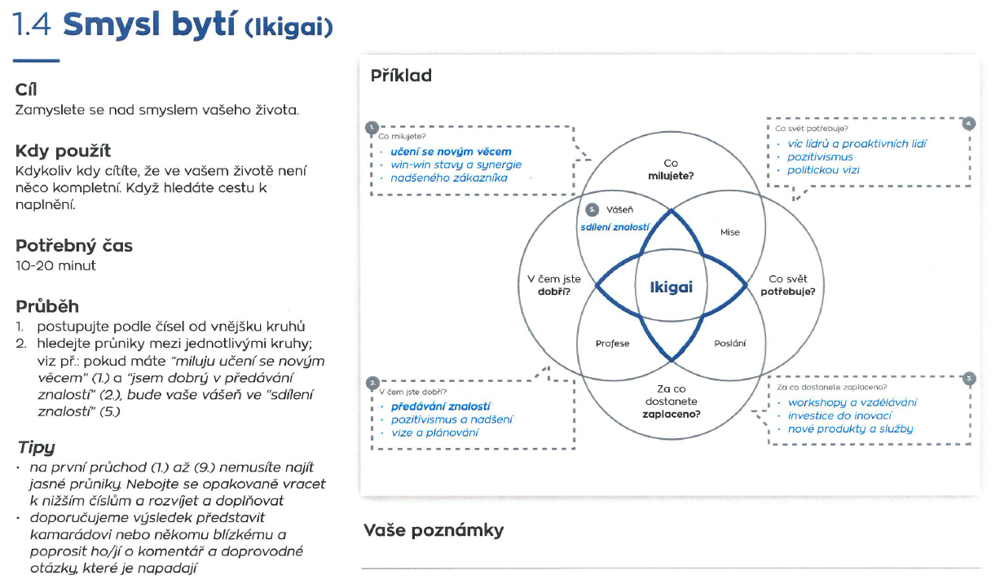 1.4 Smysl bytí (Ikigai)
Cíl
Zamyslete se nad smyslem vašeho života.
Kdy použít
Kdykoliv kdy cítíte, že ve vašem životě není
něco kompletní. Když hledáte cestu k
naplnění.
Potřebný čas
10-20 minut
Průběh
1. postupujte podle čísel od vnějšku kruhů
2. hledejte průniky mezi jednotlivými kruhy;
viz př.: pokud máte “miluju učení se novým
věcem” (1.) a “jsem dobrý v předávání
znalostí” (2.), bude vaše vášeň ve “sdílení
znalostí” (5.)
Tipy
· na první průchod (1.) až (9.) nemusíte najít
jasné průniky. Nebojte se opakovaně vracet
k nižším číslům a rozvíjet a doplňovat
· doporučujeme výsledek představit
kamarádovi nebo někomu blízkému a
poprosit ho/jí o komentář a doprovodné
otázky, které je napadají
Příklad
1.
Co milujete?
· učení se novým věcem
· win-win stavy a synergie
· nadšeného zákazníka
4.
Co svět potřebuje?
· víc lídrů a proaktivních lidí
· pozitivismus
· politickou vizi
Co
milujete?
5. Vášeň
sdílení znalostí
Mise
V čem jste
dobří?
Ikigai
Co svět
potřebuje?
Profese
Poslání
Za co
dostanete
zaplaceno?
2.
V čem jste dobří?
· předávání znalostí
· pozitivismus a nadšení
· vize a plánování
3.
Za co dostanete zaplaceno?
· workshopy a vzdělávání
· investice do inovací
· nové produkty a služby
Vaše poznámky